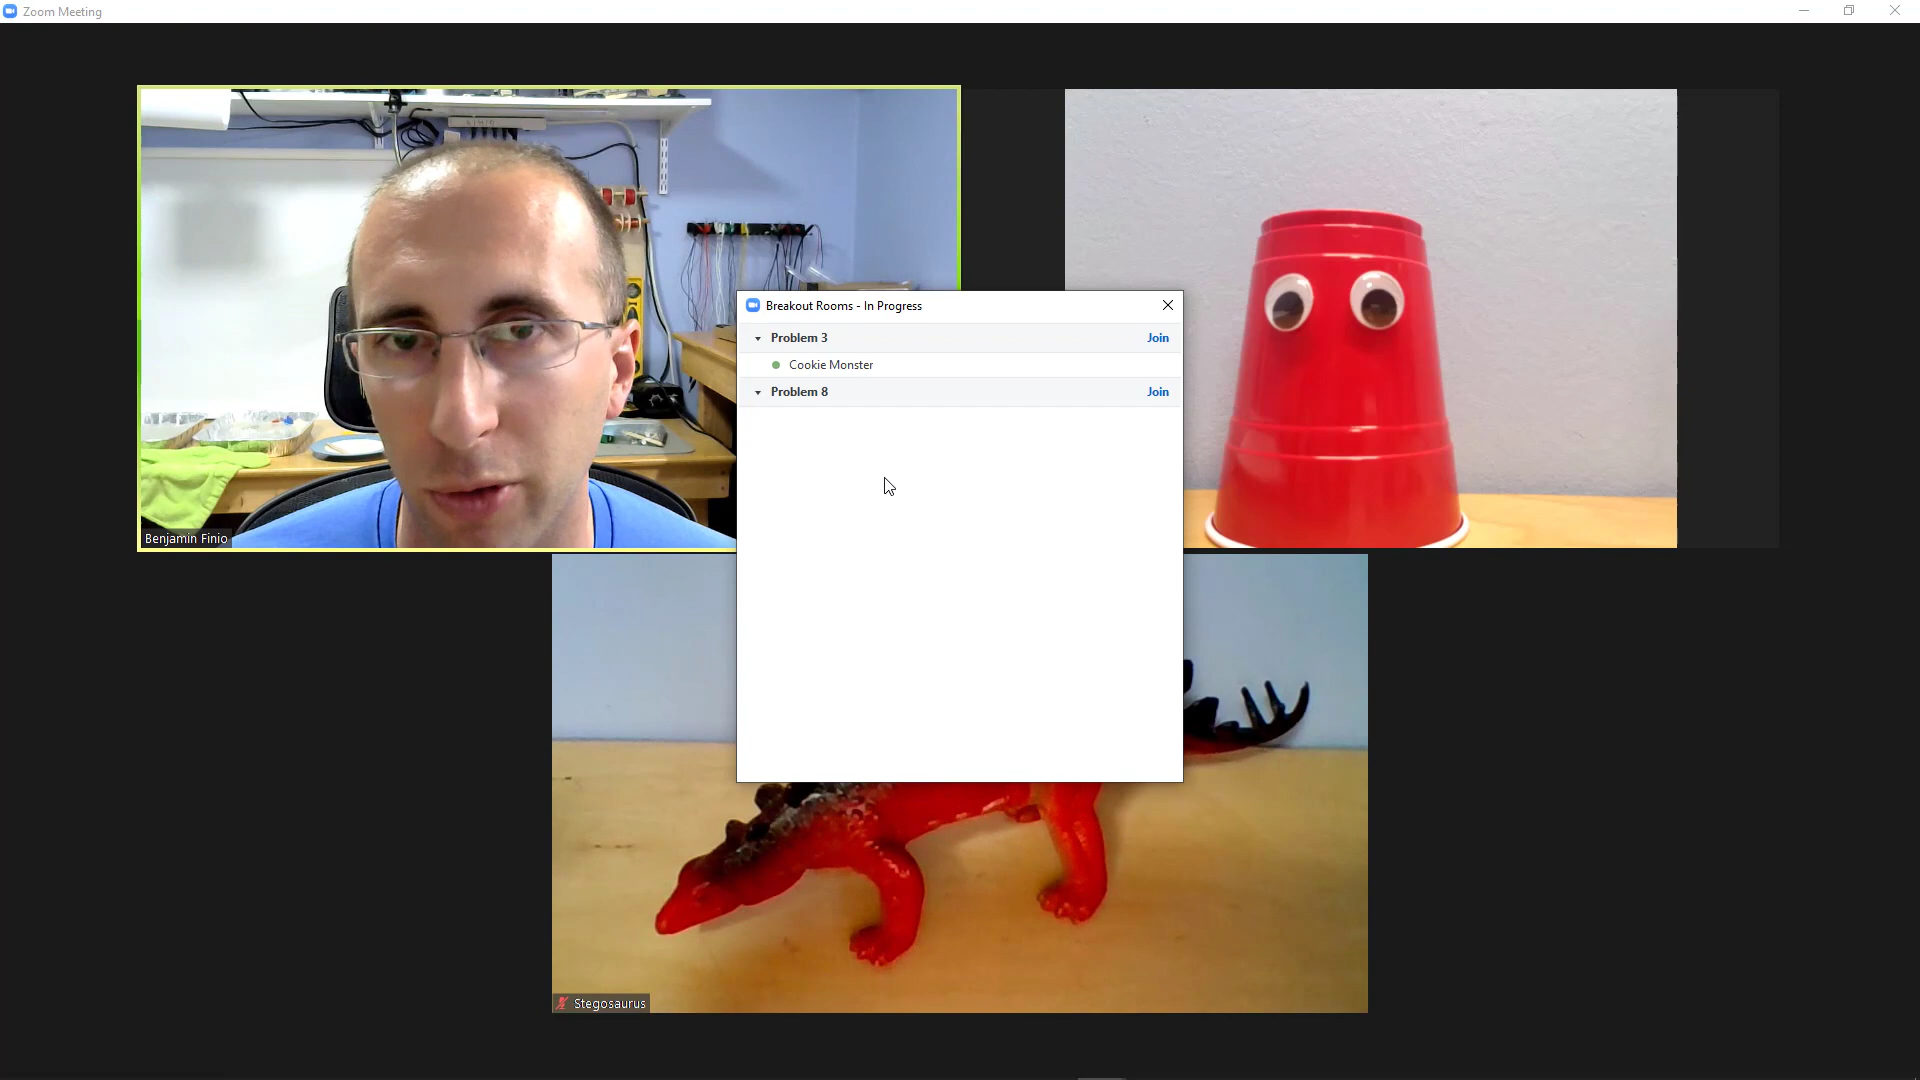 Zoom Meeting
Breakout Rooms - In Progress
Problem 3 Join
Cookie Monster
Problem 8 Join
Benjamin Finio
Stegosaurus